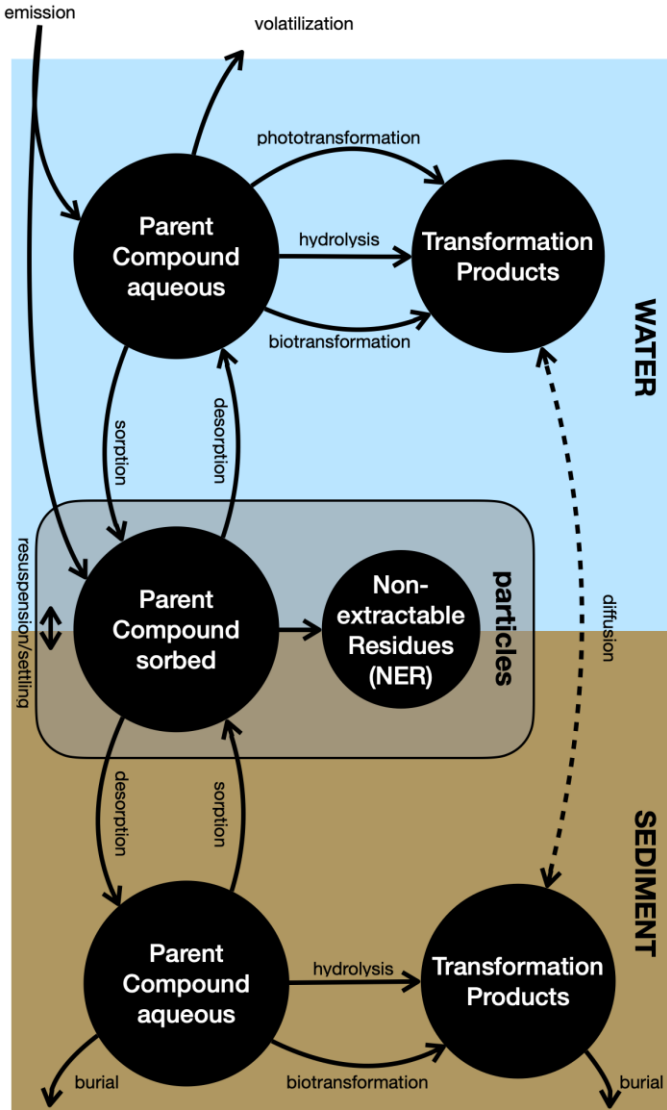 emission
volatilization
phototransformation
Parent
Compound
aqueous
hydrolysis
Transformation
Products
biotransformation
WATER
sorption
desorption
resuspension/settling
Parent
Compound
sorbed
Non-
extractable
Residues
(NER)
particles
diffusion
desorption
sorption
SEDIMENT
Parent
Compound
aqueous
hydrolysis
Transformation
Products
biotransformation
burial
burial